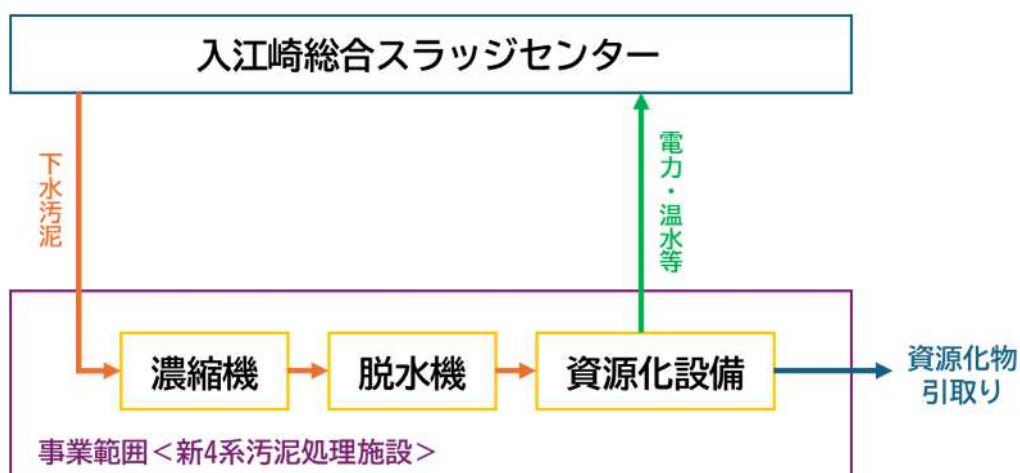 入江崎総合スラッジセンター
下水汚泥
電力・温水等
濃縮機
脱水機
資源化設備
資源化物
引取り
事業範囲＜新4系汚泥処理施設＞